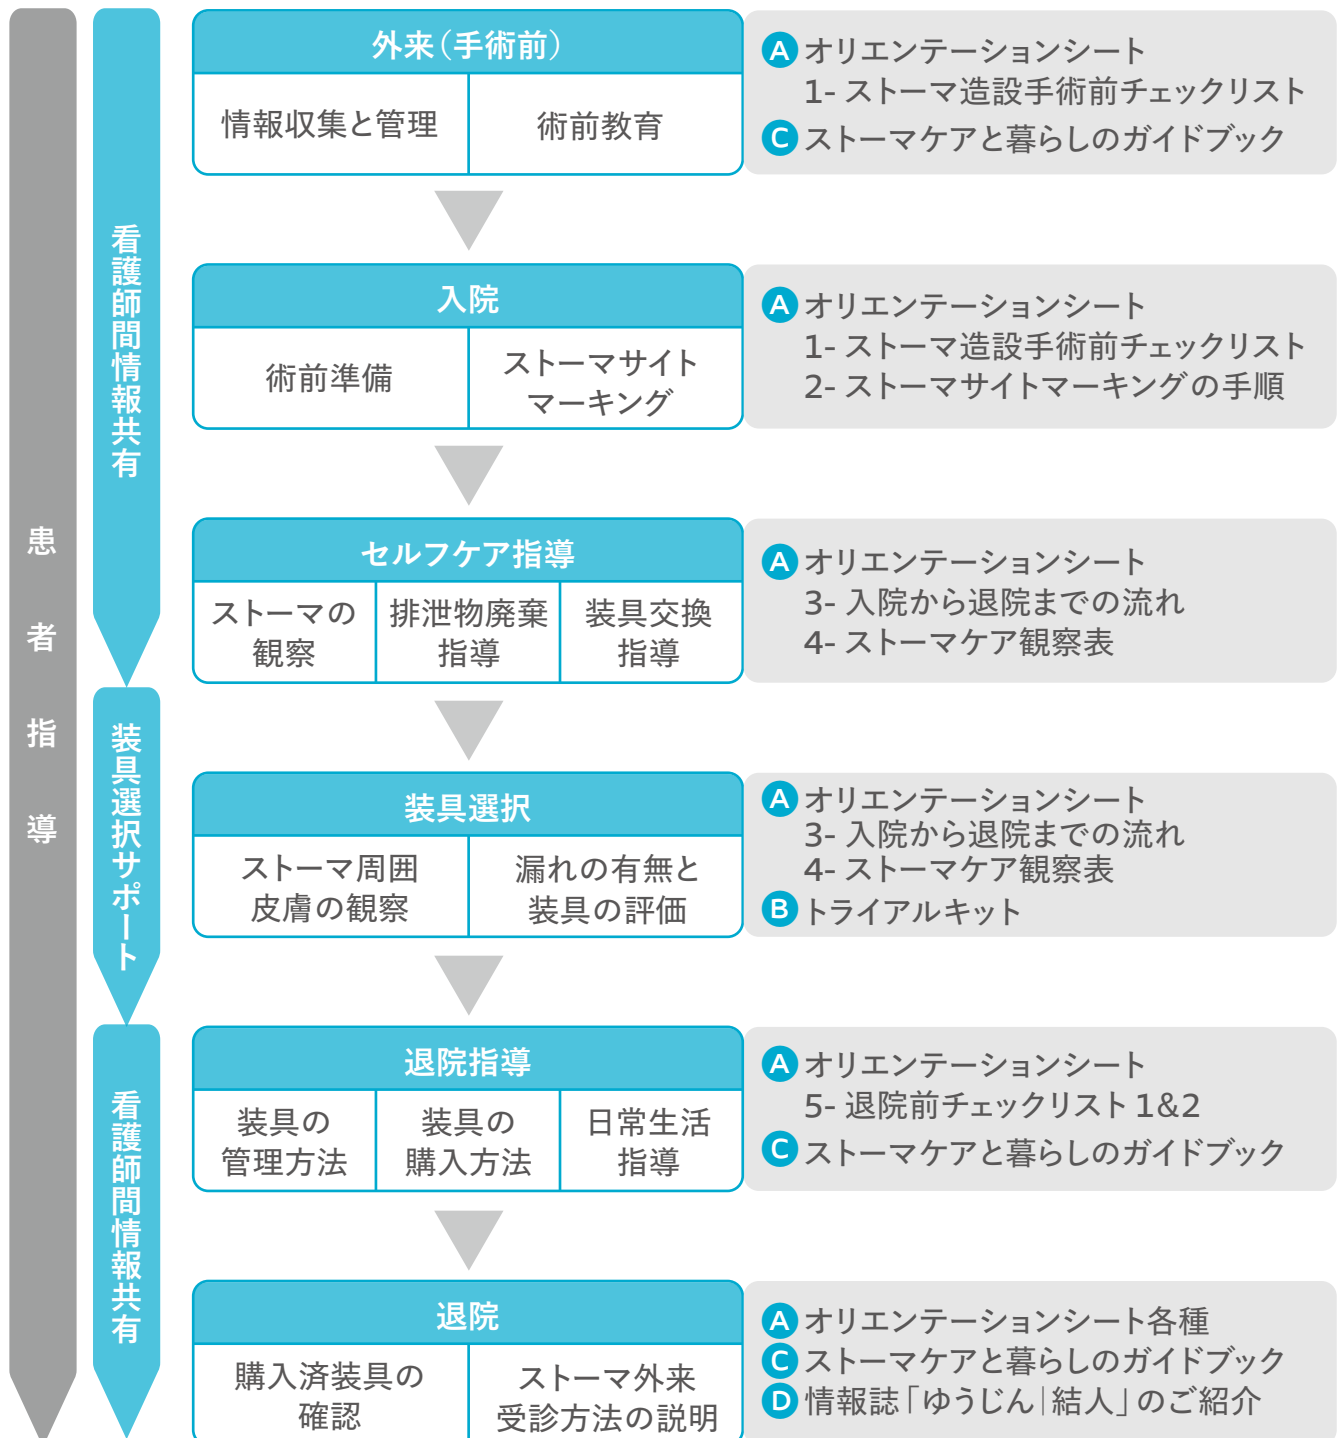 患者指導
看護師間情報共有
装具選択サポート
看護師間情報共有
外来（手術前）
情報収集と管理
術前教育
A オリエンテーションシート
1- ストーマ造設手術前チェックリスト
C ストーマケアと暮らしのガイドブック
入院
術前準備
ストーマサイト
マーキング
A オリエンテーションシート
1- ストーマ造設手術前チェックリスト
2- ストーマサイトマーキングの手順
セルフケア指導
ストーマの
観察
排泄物廃棄
指導
装具交換
指導
A オリエンテーションシート
3- 入院から退院までの流れ
4- ストーマケア観察表
装具選択
ストーマ周囲
皮膚の観察
漏れの有無と
装具の評価
A オリエンテーションシート
3- 入院から退院までの流れ
4- ストーマケア観察表
B トライアルキット
退院指導
装具の
管理方法
装具の
購入方法
日常生活
指導
A オリエンテーションシート
5- 退院前チェックリスト 1&2
C ストーマケアと暮らしのガイドブック
退院
購入済装具の
確認
ストーマ外来
受診方法の説明
A オリエンテーションシート各種
C ストーマケアと暮らしのガイドブック
D 情報誌「ゆうじん|結人」のご紹介